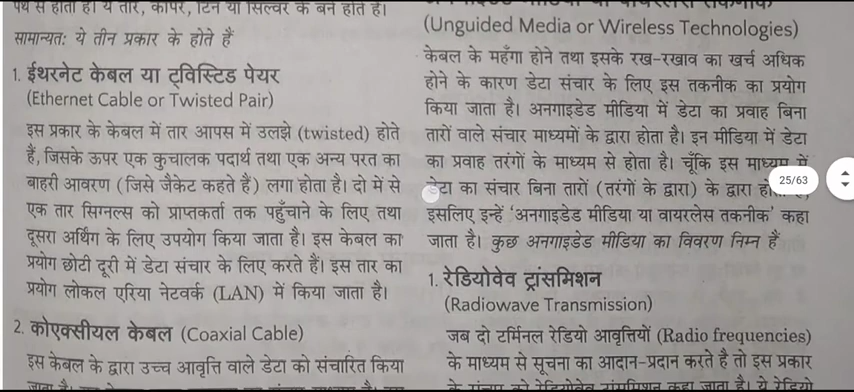 पथ से होता है। ये तार, कॉपर, टिन या सिल्वर के बने होते हैं।
सामान्यतः ये तीन प्रकार के होते हैं
1. ईथरनेट केबल या ट्विस्टिड पेयर
(Ethernet Cable or Twisted Pair)
इस प्रकार के केबल में तार आपस में उलझे (twisted) होते
हैं, जिसके ऊपर एक कुचालक पदार्थ तथा एक अन्य परत का
बाहरी आवरण (जिसे जैकेट कहते हैं) लगा होता है। दो में से
एक तार सिग्नल्स को प्राप्तकर्ता तक पहुँचाने के लिए तथा
दूसरा अर्थिंग के लिए उपयोग किया जाता है। इस केबल का
प्रयोग छोटी दूरी में डेटा संचार के लिए करते हैं। इस तार का
प्रयोग लोकल एरिया नेटवर्क (LAN) में किया जाता है।
2. कोएक्सीयल केबल (Coaxial Cable)
इस केबल के द्वारा उच्च आवृत्ति वाले डेटा को संचारित किया
जाता है।
(Unguided Media or Wireless Technologies)
केबल के महँगा होने तथा इसके रख-रखाव का खर्च अधिक
होने के कारण डेटा संचार के लिए इस तकनीक का प्रयोग
किया जाता है। अनगाइडेड मीडिया में डेटा का प्रवाह बिना
तारों वाले संचार माध्यमों के द्वारा होता है। इन मीडिया में डेटा
का प्रवाह तरंगों के माध्यम से होता है। चूँकि इस माध्यम में
डेटा का संचार बिना तारों (तरंगों के द्वारा) के द्वारा
इसलिए इन्हें 'अनगाइडेड मीडिया या वायरलेस तकनीक' कहा
जाता है। कुछ अनगाइडेड मीडिया का विवरण निम्न हैं
1. रेडियोवेव ट्रांसमिशन
(Radiowave Transmission)
जब दो टर्मिनल रेडियो आवृत्तियों (Radio frequencies)
के माध्यम से सूचना का आदान-प्रदान करते है तो इस प्रकार
के संचार को रेडियोवेव ट्रांसमिशन कहा जाता है। ये रेडियो
25/63